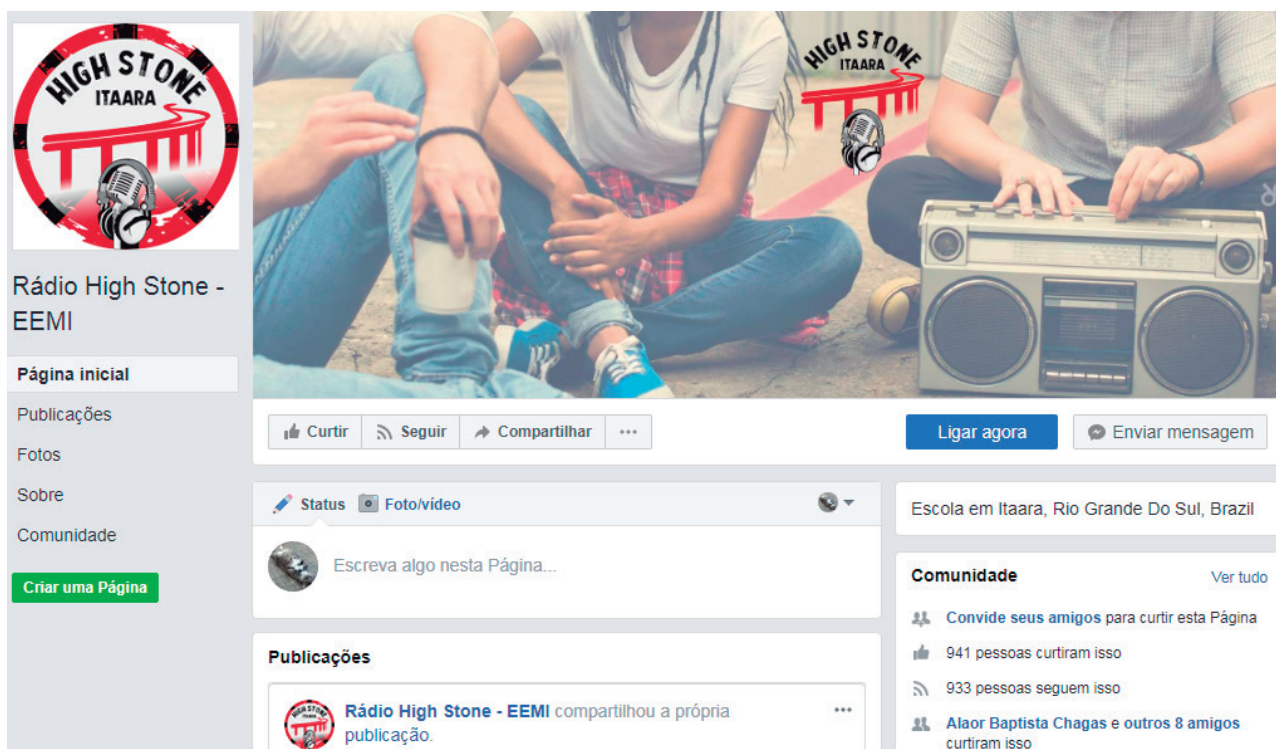 HIGH STONE
ITAARA
HIGH STONE
ITAARA
Rádio High Stone -
EEMI
Página inicial
Publicações
Fotos
Sobre
Comunidade
Criar uma Página
Curtir Seguir Compartilhar ...
Ligar agora Enviar mensagem
Status Foto/vídeo
Escreva algo nesta Página...
Publicações
Rádio High Stone - EEMI compartilhou a própria ...
publicação.
Escola em Itaara, Rio Grande Do Sul, Brazil
Comunidade Ver tudo
Convide seus amigos para curtir esta Página
941 pessoas curtiram isso
933 pessoas seguem isso
Alaor Baptista Chagas e outros 8 amigos
curtiram isso